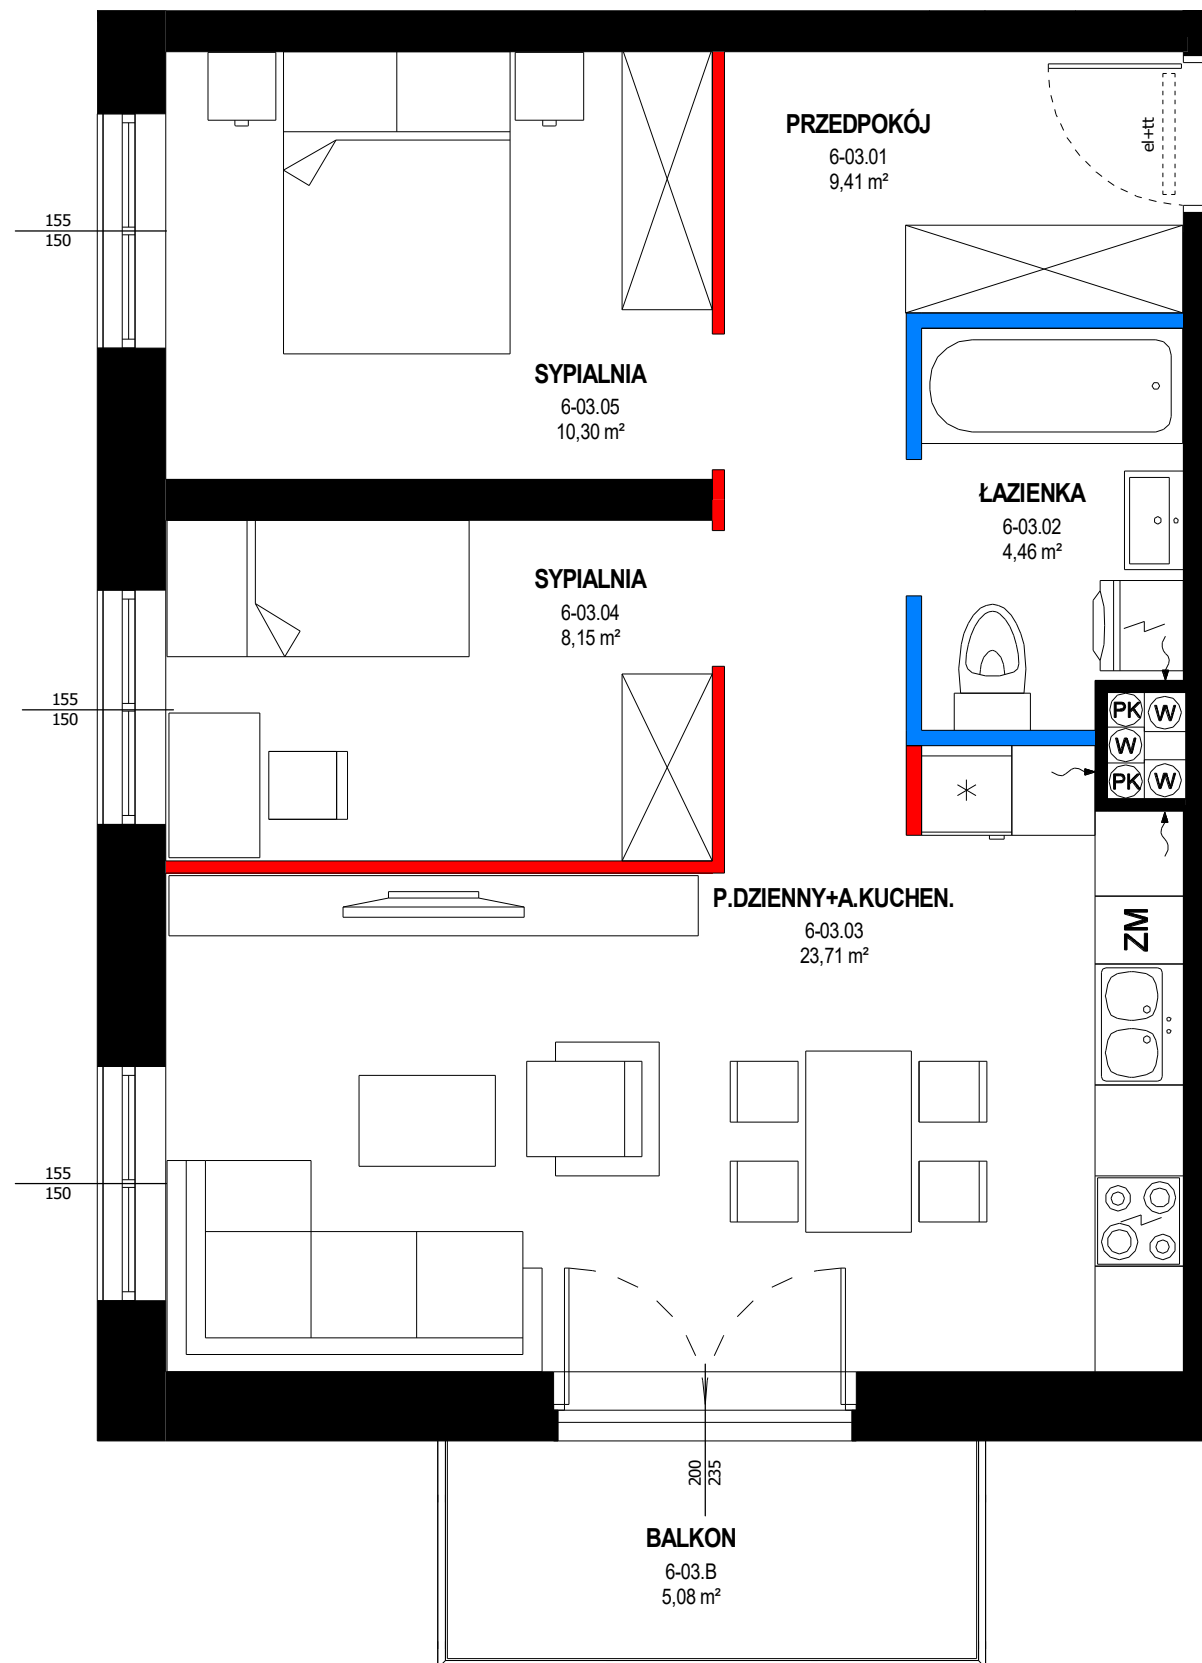 PRZEDPOKÓJ
6-03.01
9,41 m²
el+tt
155
150
SYPIALNIA
6-03.05
10,30 m²
ŁAZIENKA
6-03.02
4,46 m²
SYPIALNIA
6-03.04
8,15 m²
155
150
PK W
W
PK W
P.DZIENNY+A.KUCHEN.
6-03.03
23,71 m²
ZM
155
150
200
235
BALKON
6-03.B
5,08 m²